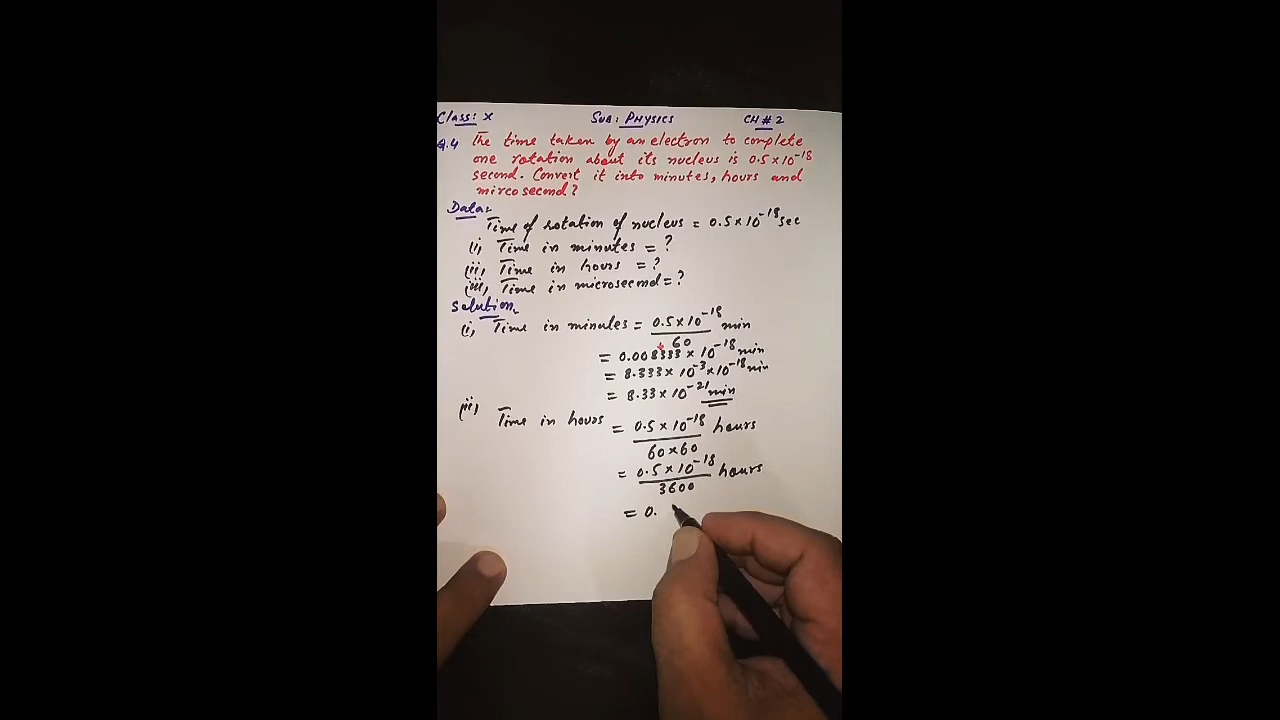 Class: X Sub: Physics CH # 2
Q.4 The time taken by an electron to complete
one rotation about its nucleus is 0.5×10⁻¹⁸
second. Convert it into minutes, hours and
mircosecond?
Data:
Time of rotation of nucleus = 0.5×10⁻¹⁸ sec
(i) Time in minutes = ?
(ii) Time in hours = ?
(iii) Time in microsecond = ?
Solution
(i) Time in minutes = 0.5×10⁻¹⁸ min
60
= 0.008333 × 10⁻¹⁸ min
= 8.333 × 10⁻³ × 10⁻¹⁸ min
= 8.33 × 10⁻²¹ min
(ii) Time in hours = 0.5 × 10⁻¹⁸ hours
60×60
= 0.5 × 10⁻¹⁸ hours
3600
= 0.